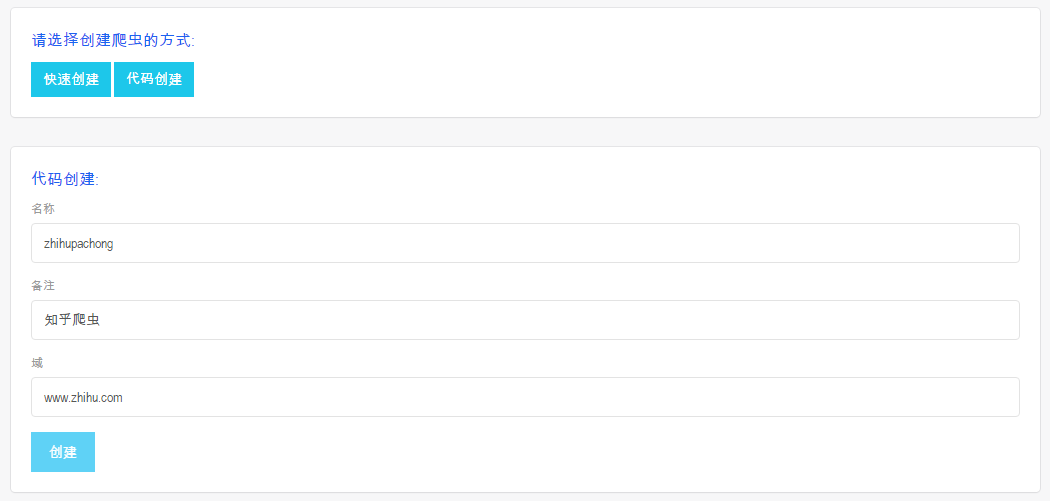 请选择创建爬虫的方式:
快速创建 代码创建
代码创建:
名称
zhihupachong
备注
知乎爬虫
域
www.zhihu.com
创建